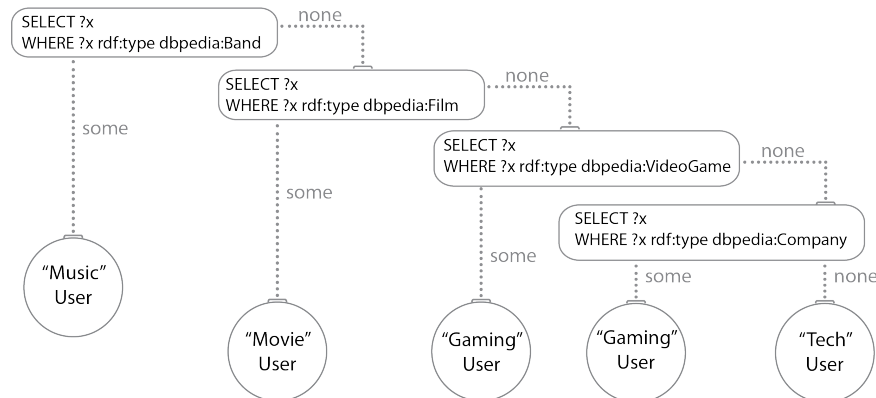 SELECT ?x
WHERE ?x rdf:type dbpedia:Band
none
SELECT ?x
WHERE ?x rdf:type dbpedia:Film
none
some
SELECT ?x
WHERE ?x rdf:type dbpedia:VideoGame
none
some
SELECT ?x
WHERE ?x rdf:type dbpedia:Company
some
some
none
“Music”
User
“Movie”
User
“Gaming”
User
“Gaming”
User
“Tech”
User